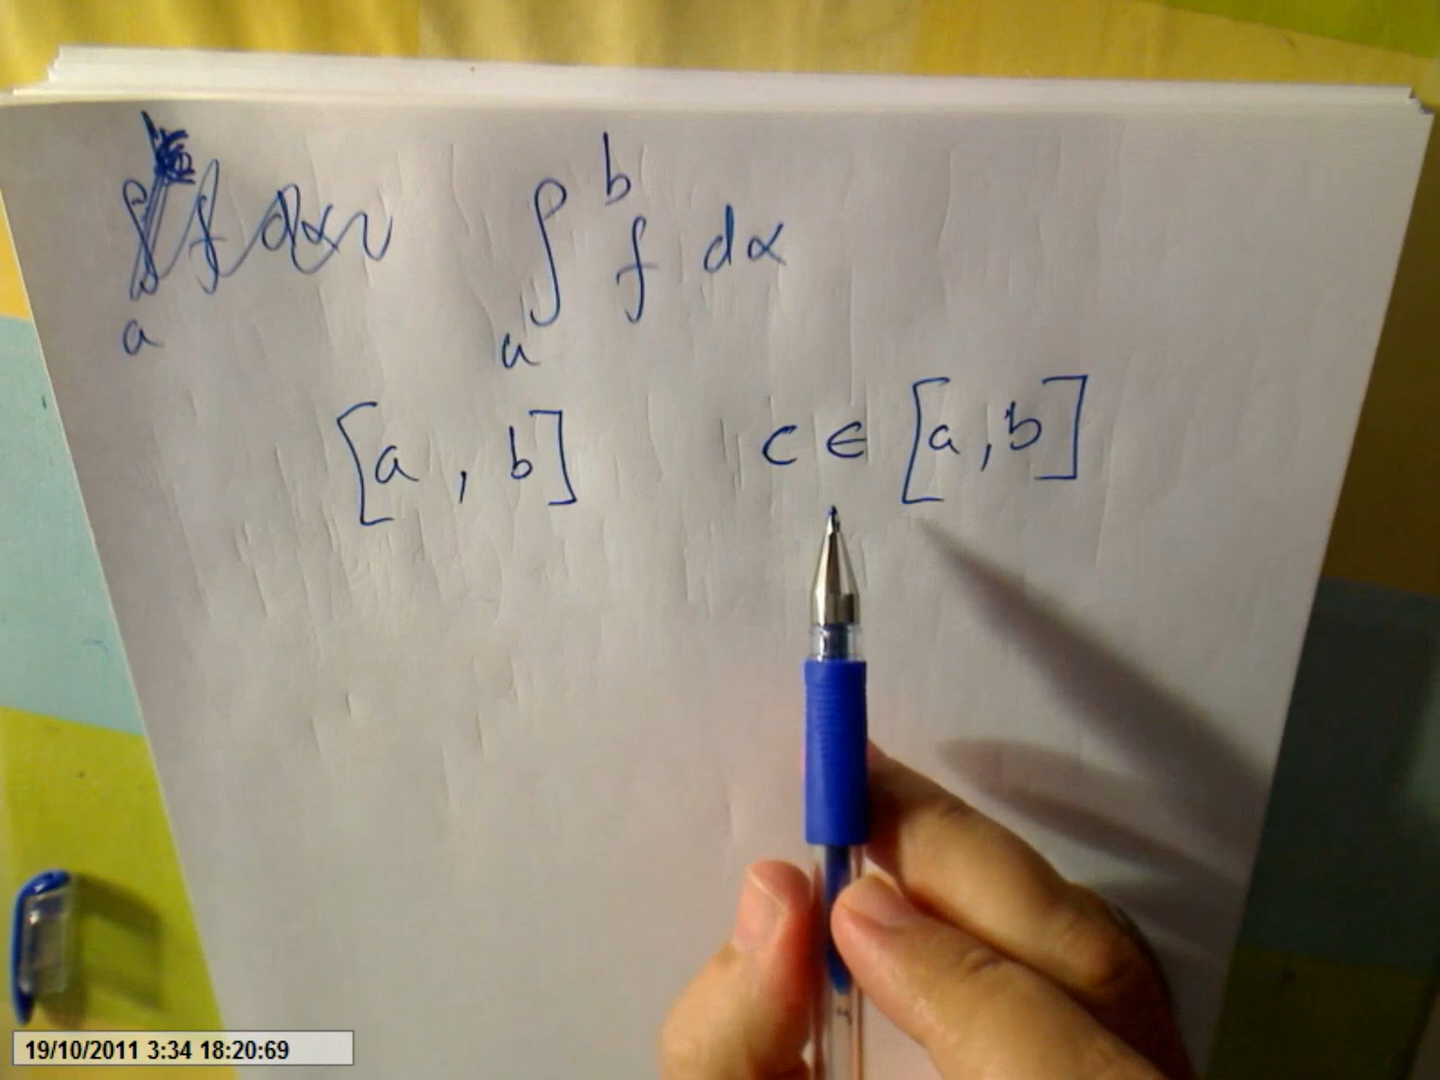 ∫ₐᵇ f dα
a
[a , b] c ∈ [a,b]
19/10/2011 3:34 18:20:69